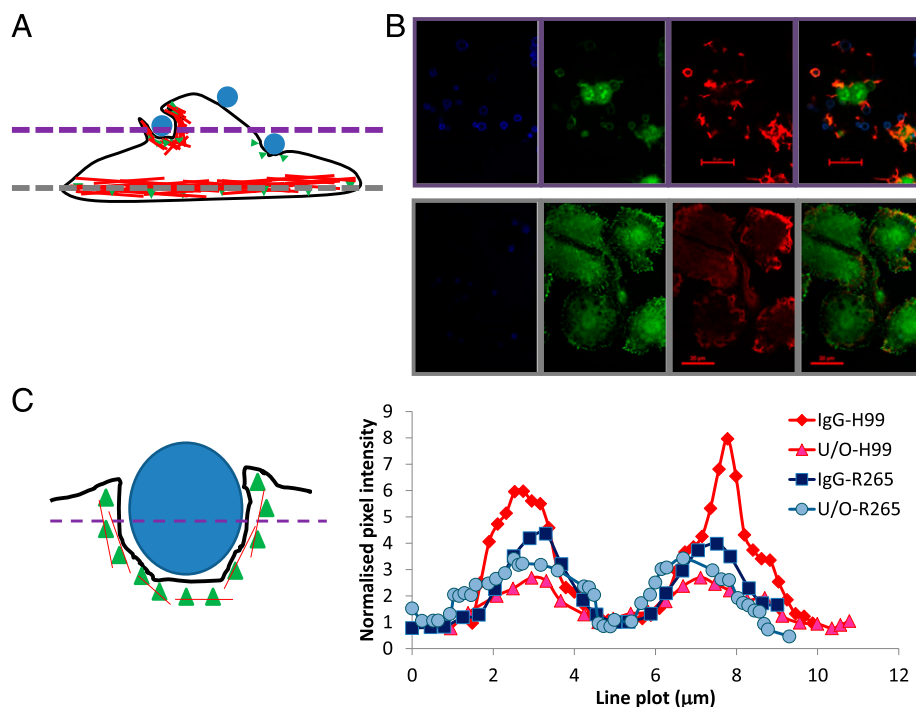 A
B
C
Normalised pixel intensity
9
8
7
6
5
4
3
2
1
0
0 2 4 6 8 10 12
Line plot (μm)
IgG-H99
U/O-H99
IgG-R265
U/O-R265